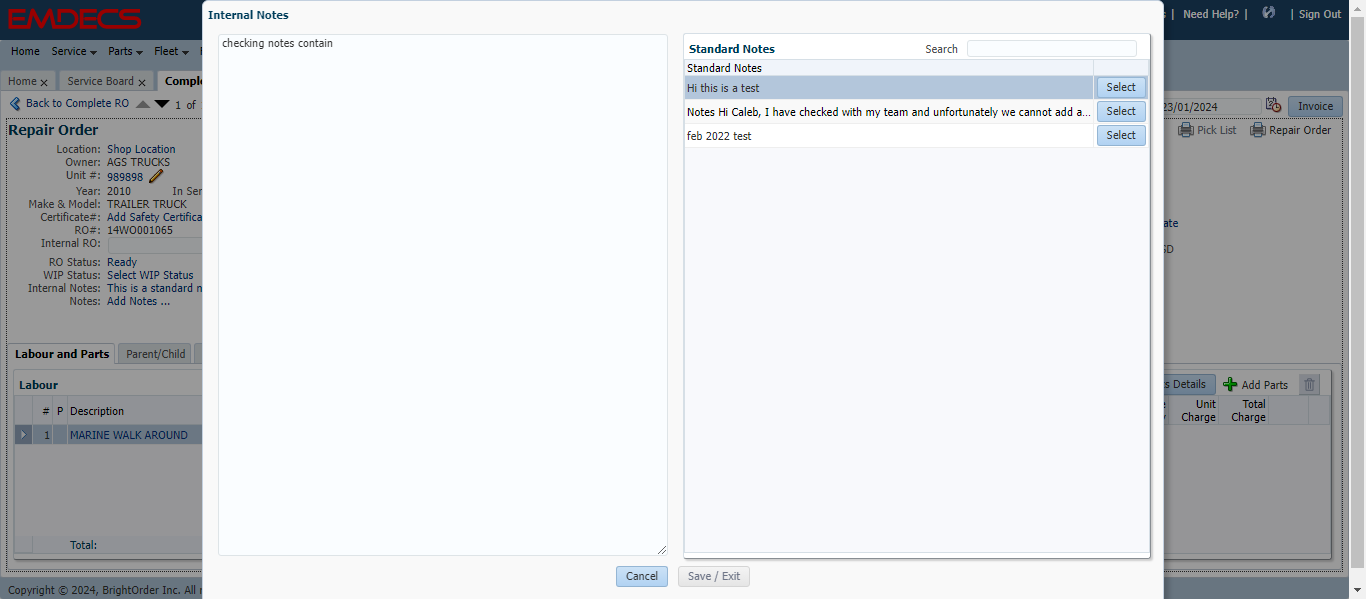 EMDECS
Need Help? |
| Sign Out
Home Service Parts Fleet
Home Service Board
Back to Complete RO 1 of
23/01/2024 Invoice
Pick List Repair Order
Repair Order
Location: Shop Location
Owner: AGS TRUCKS
Unit #: 989898
Year: 2010 In Ser
Make & Model: TRAILER TRUCK
Certificate#: Add Safety Certifica
RO#: 14WO001065
Internal RO:
RO Status: Ready
WIP Status: Select WIP Status
Internal Notes: This is a standard n
Notes: Add Notes ...
Labour and Parts Parent/Child
Labour
# P Description
1 MARINE WALK AROUND
Total:
Details Add Parts
Unit Charge
Total Charge
Copyright © 2024, BrightOrder Inc. All
Internal Notes
checking notes contain
Standard Notes Search
Standard Notes
Hi this is a test Select
Notes Hi Caleb, I have checked with my team and unfortunately we cannot add a... Select
feb 2022 test Select
Cancel Save / Exit